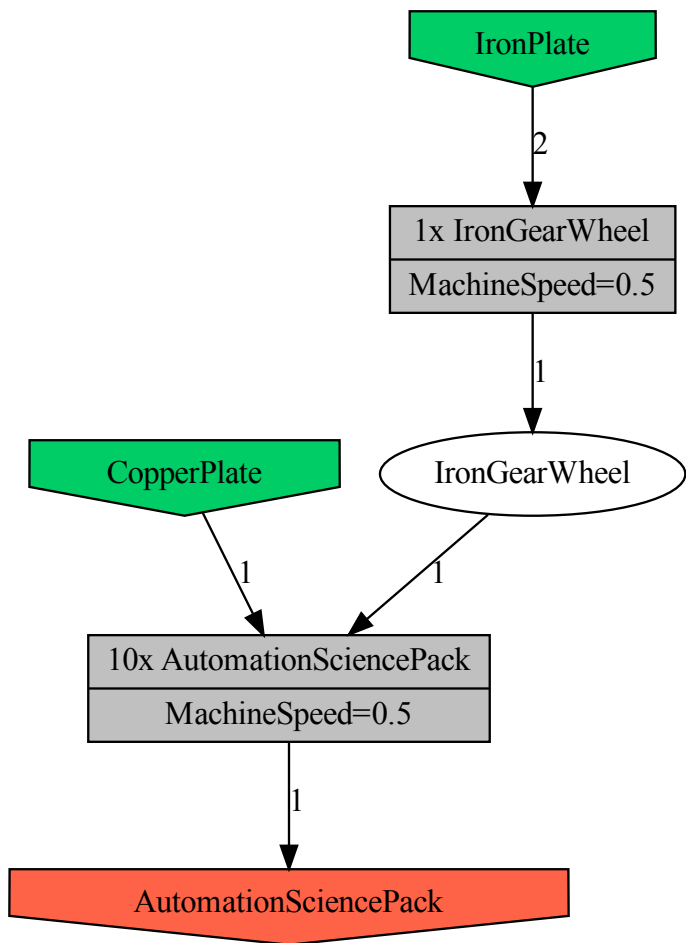 IronPlate
2
1x IronGearWheel
MachineSpeed=0.5
1
CopperPlate
IronGearWheel
1
1
10x AutomationSciencePack
MachineSpeed=0.5
1
AutomationSciencePack